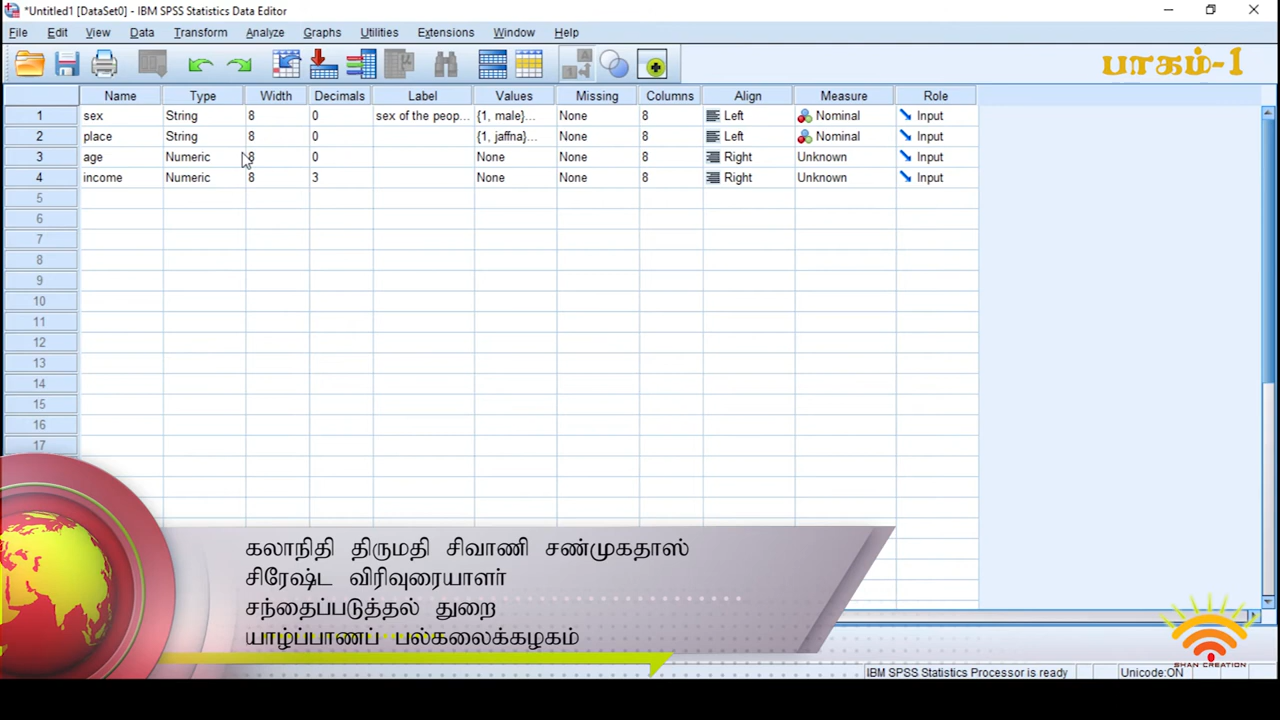 *Untitled1 [DataSet0] - IBM SPSS Statistics Data Editor
File Edit View Data Transform Analyze Graphs Utilities Extensions Window Help
பாகம்-1
Name Type Width Decimals Label Values Missing Columns Align Measure Role
1 sex String 8 0 sex of the peop... {1, male}... None 8 Left Nominal Input
2 place String 8 0 {1, jaffna}... None 8 Left Nominal Input
3 age Numeric 8 0 None None 8 Right Unknown Input
4 income Numeric 8 3 None None 8 Right Unknown Input
5
6
7
8
9
10
11
12
13
14
15
16
17
கலாநிதி திருமதி சிவாணி சண்முகதாஸ்
சிரேஷ்ட விரிவுரையாளர்
சந்தைப்படுத்தல் துறை
யாழ்ப்பாணப் பல்கலைக்கழகம்
SHAN CREATION
IBM SPSS Statistics Processor is ready Unicode:ON